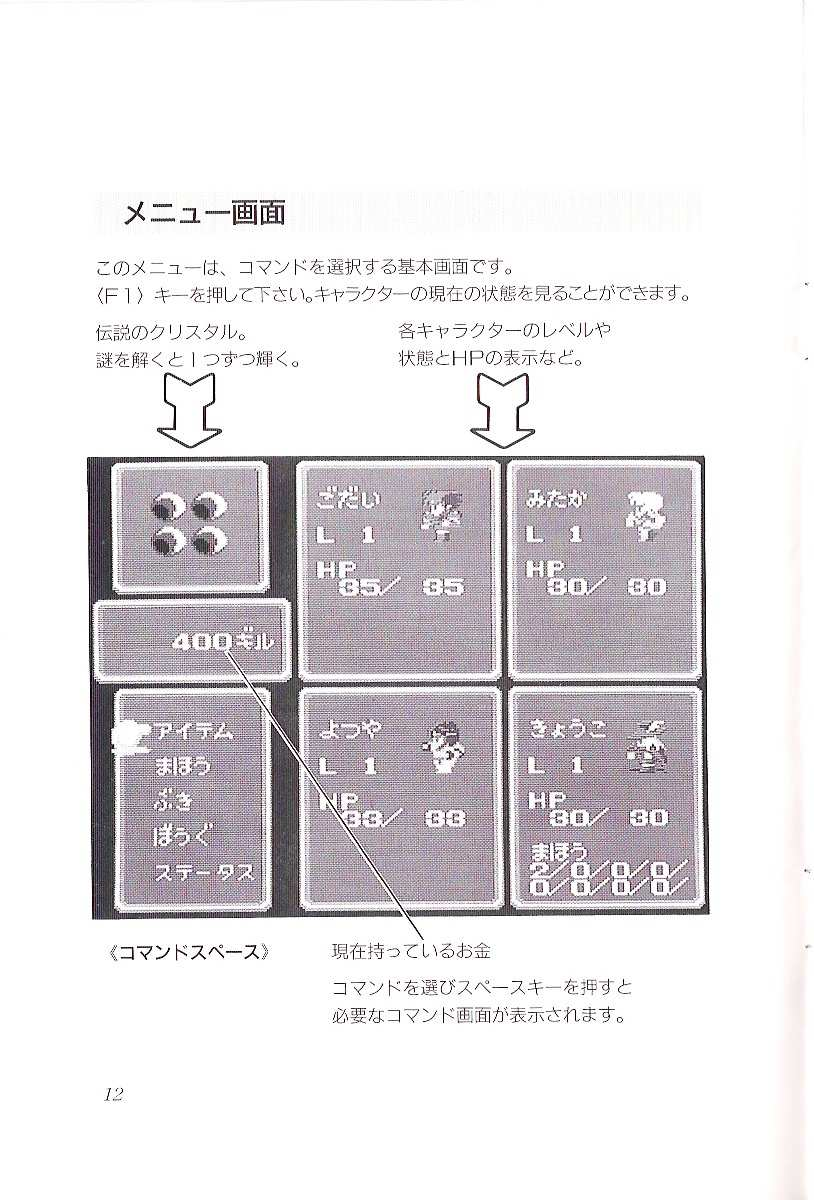 メニュー画面
このメニューは、コマンドを選択する基本画面です。
〈F1〉キーを押して下さい。キャラクターの現在の状態を見ることができます。
伝説のクリスタル。
謎を解くと1つずつ輝く。
各キャラクターのレベルや
状態とHPの表示など。
ごだい
L 1
HP
35/ 35
みたか
L 1
HP
30/ 30
400ギル
アイテム
まほう
ぶき
ぼうぐ
ステータス
よつや
L 1
HP
33/ 33
きょうこ
L 1
HP
30/ 30
まほう
2/0/0/0/
0/0/0/0/
《コマンドスペース》
現在持っているお金
コマンドを選びスペースキーを押すと
必要なコマンド画面が表示されます。
12